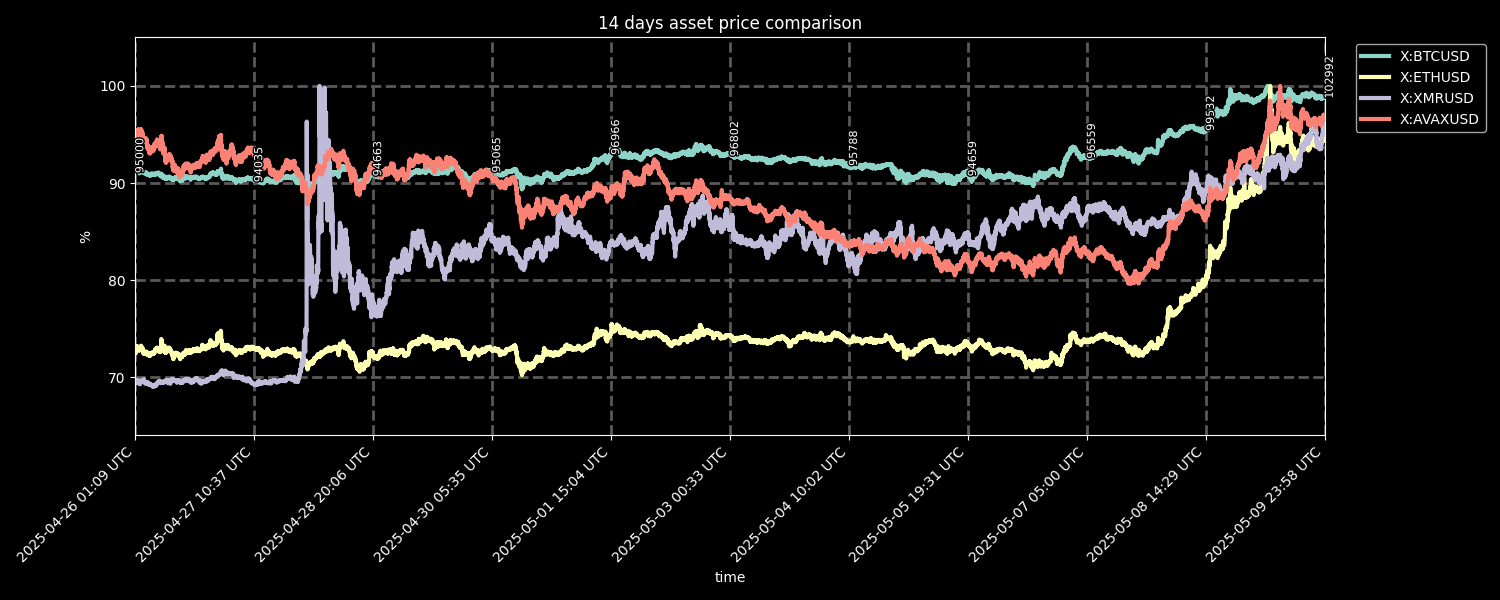 14 days asset price comparison
X:BTCUSD
X:ETHUSD
X:XMRUSD
X:AVAXUSD
100
90
80
70
%
95000
94035
94663
95065
96966
96802
95788
94659
96559
99532
102992
2025-04-26 01:09 UTC
2025-04-27 10:37 UTC
2025-04-28 20:06 UTC
2025-04-30 05:35 UTC
2025-05-01 15:04 UTC
2025-05-03 00:33 UTC
2025-05-04 10:02 UTC
2025-05-05 19:31 UTC
2025-05-07 05:00 UTC
2025-05-08 14:29 UTC
2025-05-09 23:58 UTC
time